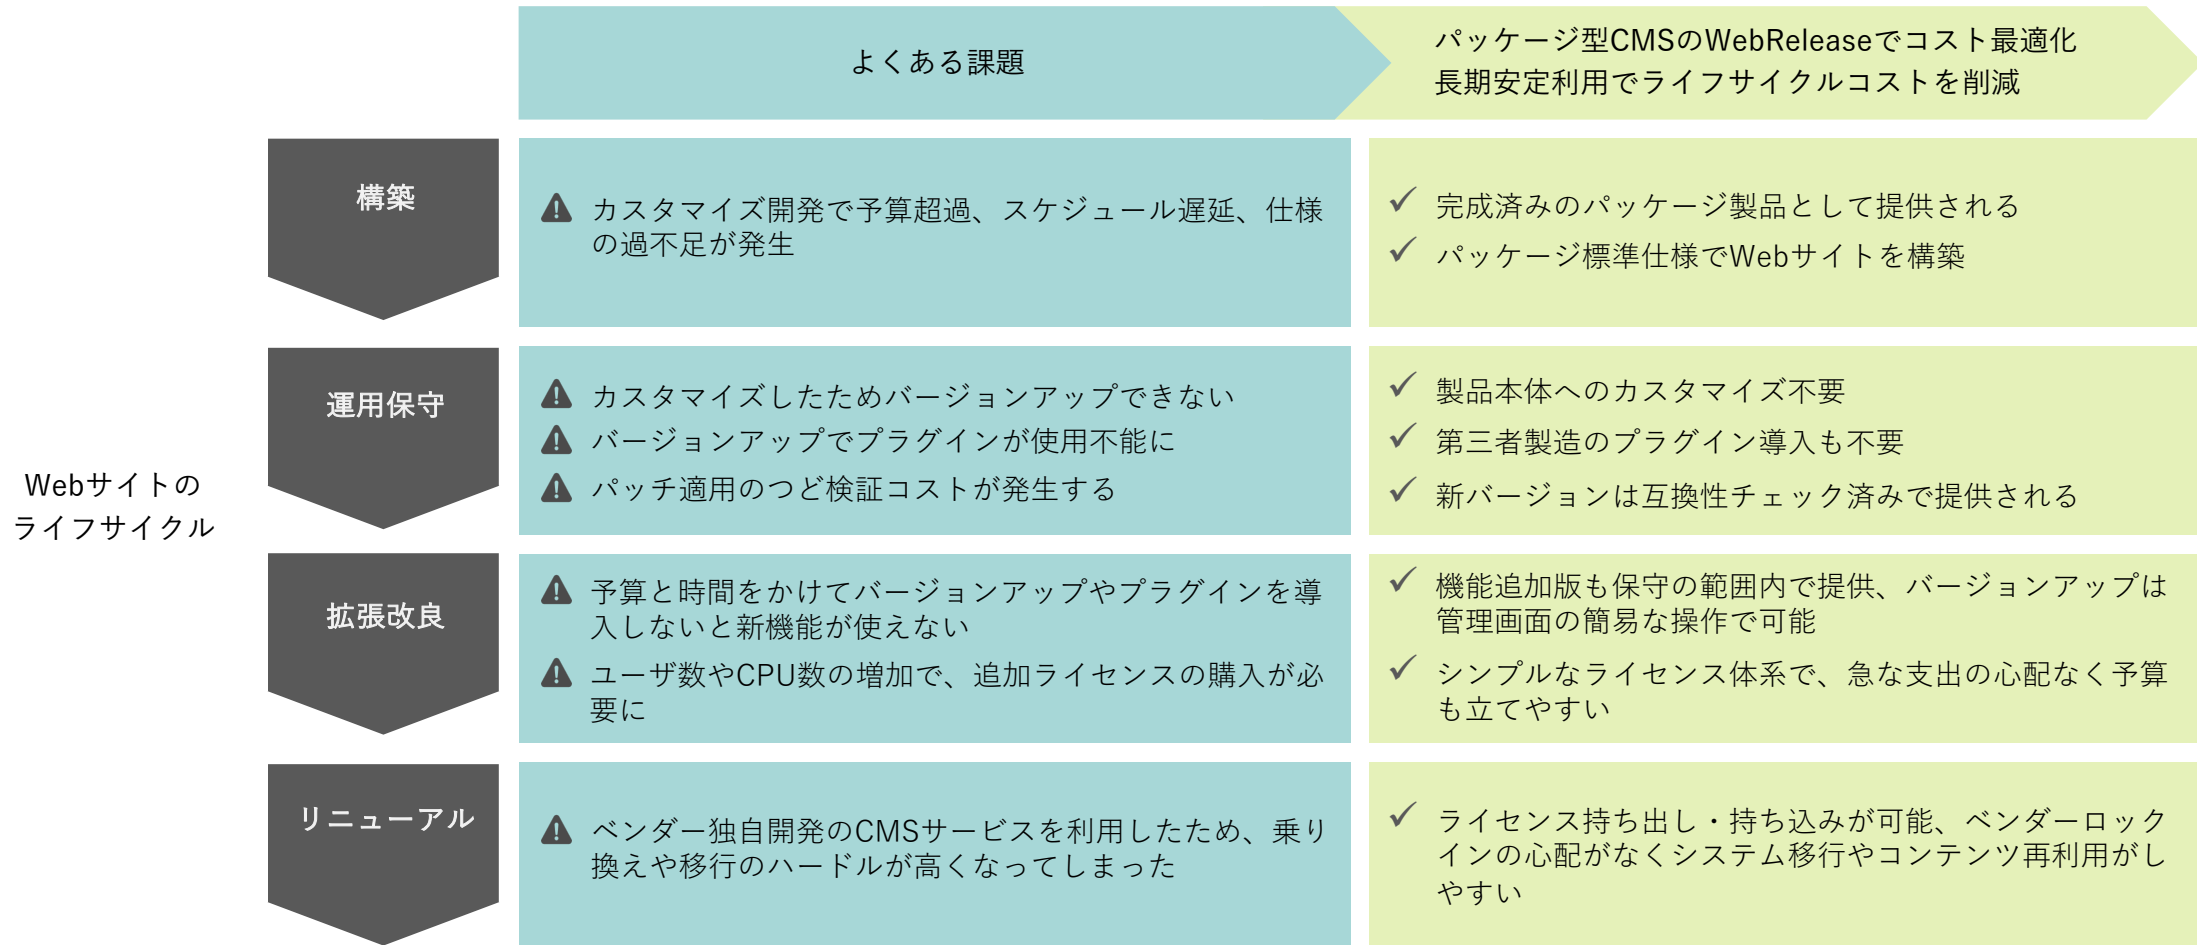 よくある課題
パッケージ型CMSのWebReleaseでコスト最適化
長期安定利用でライフサイクルコストを削減
Webサイトの
ライフサイクル
構築
カスタマイズ開発で予算超過、スケジュール遅延、仕様
の過不足が発生
完成済みのパッケージ製品として提供される
パッケージ標準仕様でWebサイトを構築
運用保守
カスタマイズしたためバージョンアップできない
バージョンアップでプラグインが使用不能に
パッチ適用のつど検証コストが発生する
製品本体へのカスタマイズ不要
第三者製造のプラグイン導入も不要
新バージョンは互換性チェック済みで提供される
拡張改良
予算と時間をかけてバージョンアップやプラグインを導
入しないと新機能が使えない
ユーザ数やCPU数の増加で、追加ライセンスの購入が必
要に
機能追加版も保守の範囲内で提供、バージョンアップは
管理画面の簡易な操作で可能
シンプルなライセンス体系で、急な支出の心配なく予算
も立てやすい
リニューアル
ベンダー独自開発のCMSサービスを利用したため、乗り
換えや移行のハードルが高くなってしまった
ライセンス持ち出し・持ち込みが可能、ベンダーロック
インの心配がなくシステム移行やコンテンツ再利用がし
やすい